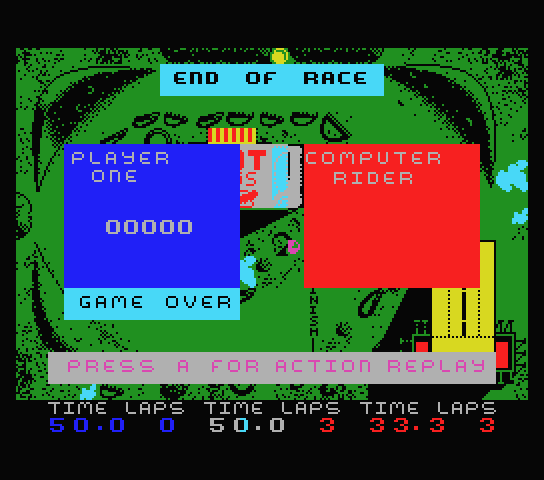 END OF RACE
PLAYER
ONE
COMPUTER
RIDER
00000
GAME OVER
PRESS A FOR ACTION REPLAY
TIME LAPS TIME LAPS TIME LAPS
50.0 0 50.0 3 33.3 3